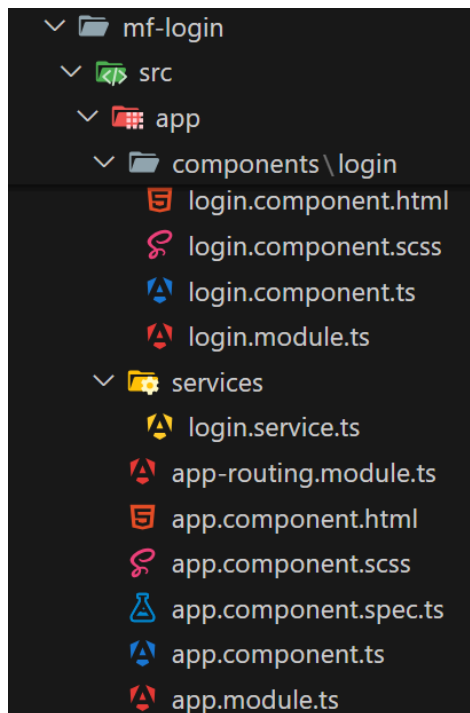 mf-login
src
app
components\login
login.component.html
login.component.scss
login.component.ts
login.module.ts
services
login.service.ts
app-routing.module.ts
app.component.html
app.component.scss
app.component.spec.ts
app.component.ts
app.module.ts